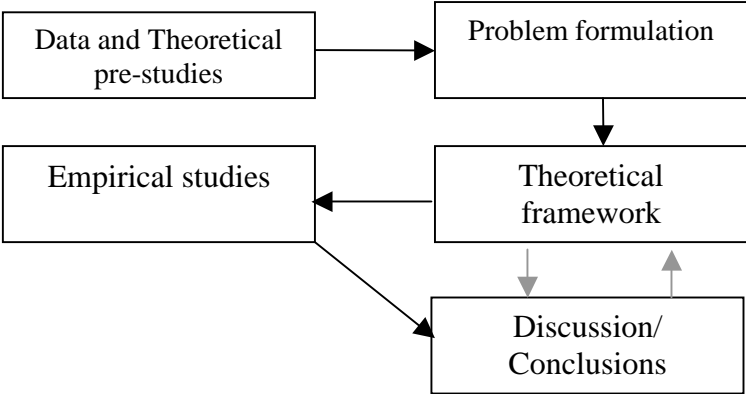 Data and Theoretical
pre-studies
Problem formulation
Empirical studies
Theoretical
framework
Discussion/
Conclusions